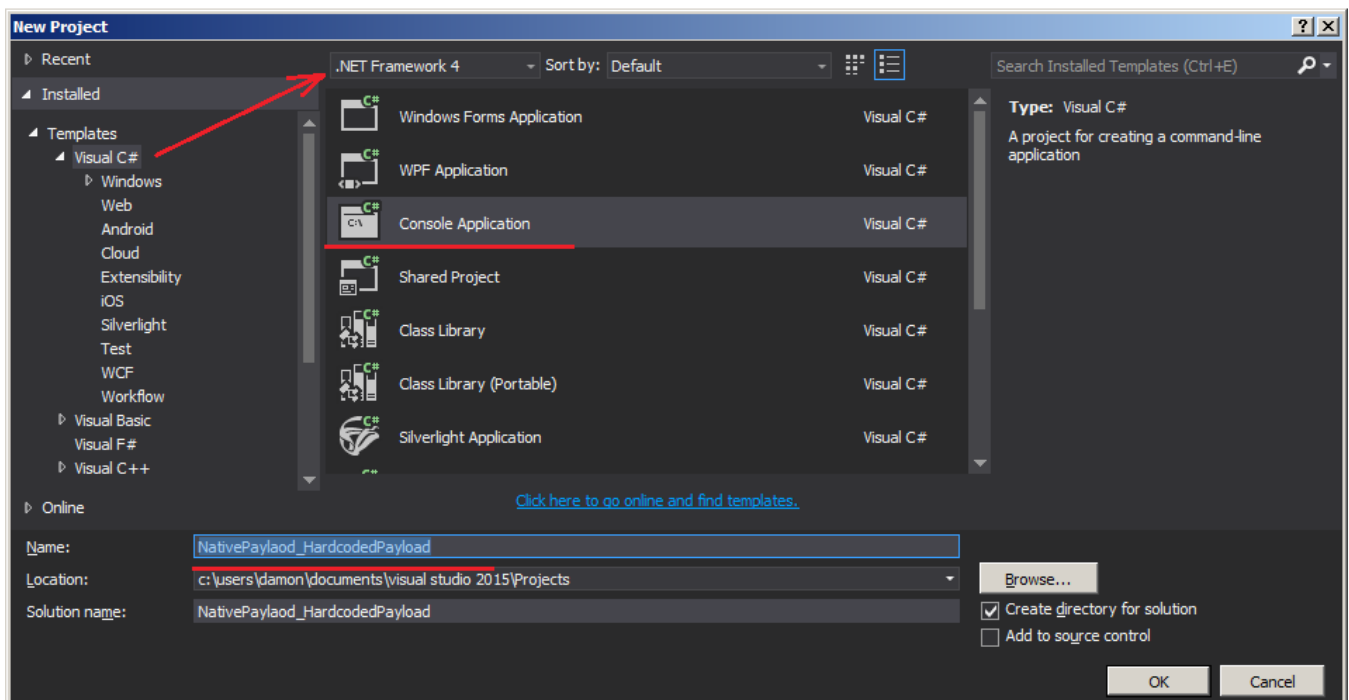 New Project
Recent
Installed
Templates
Visual C#
Windows
Web
Android
Cloud
Extensibility
iOS
Silverlight
Test
WCF
Workflow
Visual Basic
Visual F#
Visual C++
Online
.NET Framework 4 Sort by: Default
Windows Forms Application Visual C#
WPF Application Visual C#
Console Application Visual C#
Shared Project Visual C#
Class Library Visual C#
Class Library (Portable) Visual C#
Silverlight Application Visual C#
Click here to go online and find templates.
Search Installed Templates (Ctrl+E)
Type: Visual C#
A project for creating a command-line
application
Name: NativePaylaod_HardcodedPayload
Location: c:\users\damon\documents\visual studio 2015\Projects
Solution name: NativePaylaod_HardcodedPayload
Browse...
Create directory for solution
Add to source control
OK Cancel